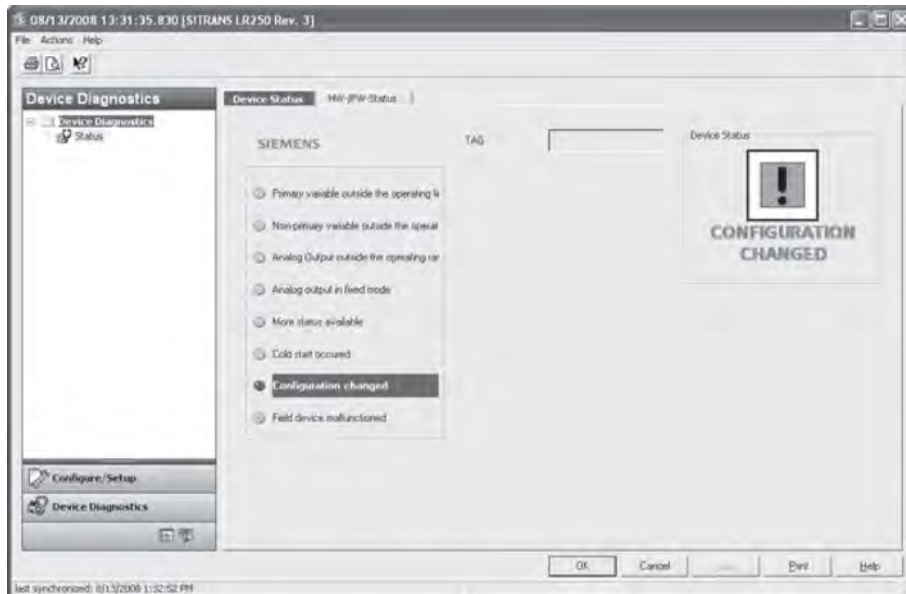 08/13/2008 13:31:35.830 [SITRANS LR250 Rev. 3]
File Actions Help
Device Diagnostics
Device Diagnostics
Status
Device Status
SIEMENS
TAG
Device Status
Primary variable outside the operating li
Non-primary variable outside the operat
Analog Output outside the operating ran
Analog output in fixed mode
More status available
Cold start occured
Configuration changed
Field device malfunctioned
CONFIGURATION
CHANGED
Configure/Setup
Device Diagnostics
OK Cancel Print Help
last synchronized: 8/13/2008 1:32:52 PM